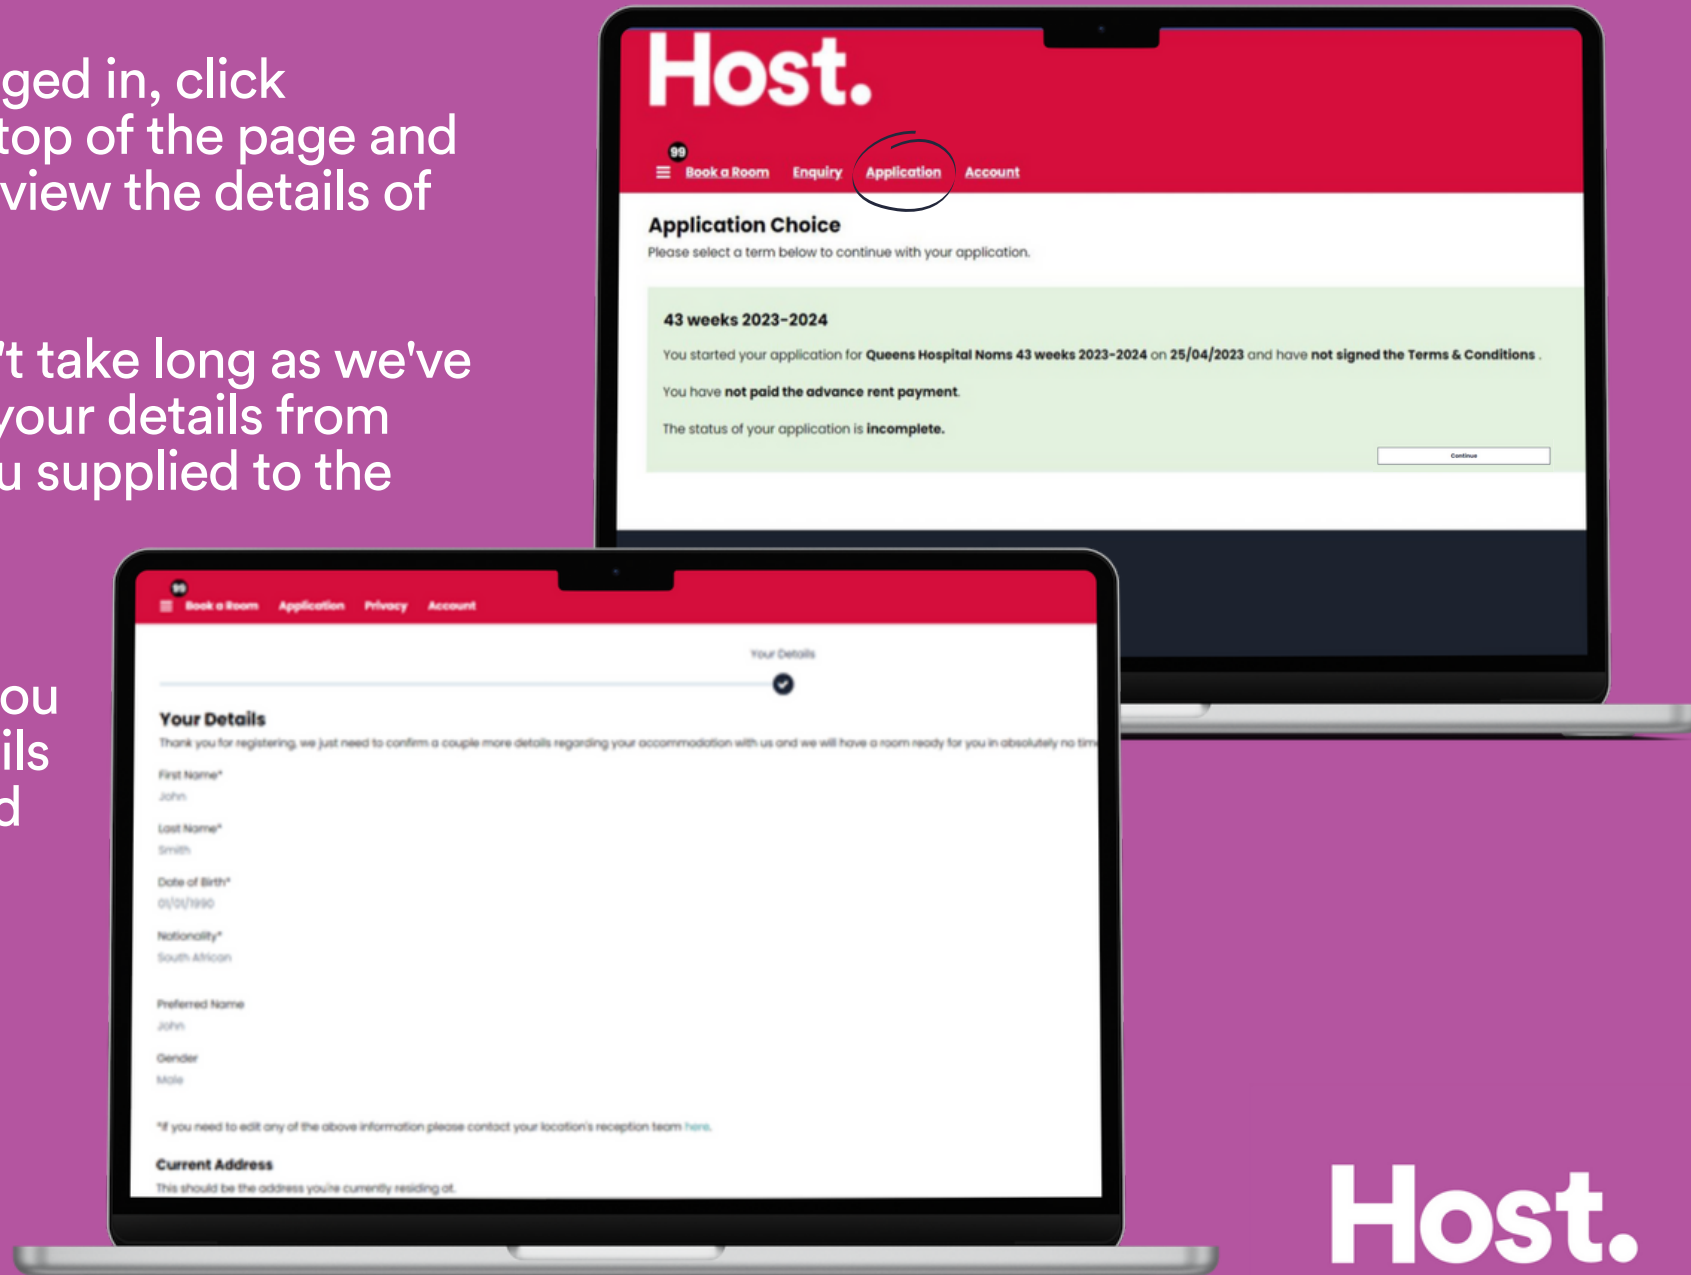 ged in, click
top of the page and
view the details of
't take long as we've
your details from
u supplied to the
ou
ils
d
Host.
99
Book a Room Enquiry Application Account
Application Choice
Please select a term below to continue with your application.
43 weeks 2023-2024
You started your application for Queens Hospital Noms 43 weeks 2023-2024 on 25/04/2023 and have not signed the Terms & Conditions .
You have not paid the advance rent payment.
The status of your application is incomplete.
Continue
99
Book a Room Application Privacy Account
Your Details
Your Details
Thank you for registering, we just need to confirm a couple more details regarding your accommodation with us and we will have a room ready for you in absolutely no tim
First Name*
John
Last Name*
Smith
Date of Birth*
01/01/1990
Nationality*
South African
Preferred Name
John
Gender
Male
*If you need to edit any of the above information please contact your location's reception team here.
Current Address
This should be the address you're currently residing at.
Host.